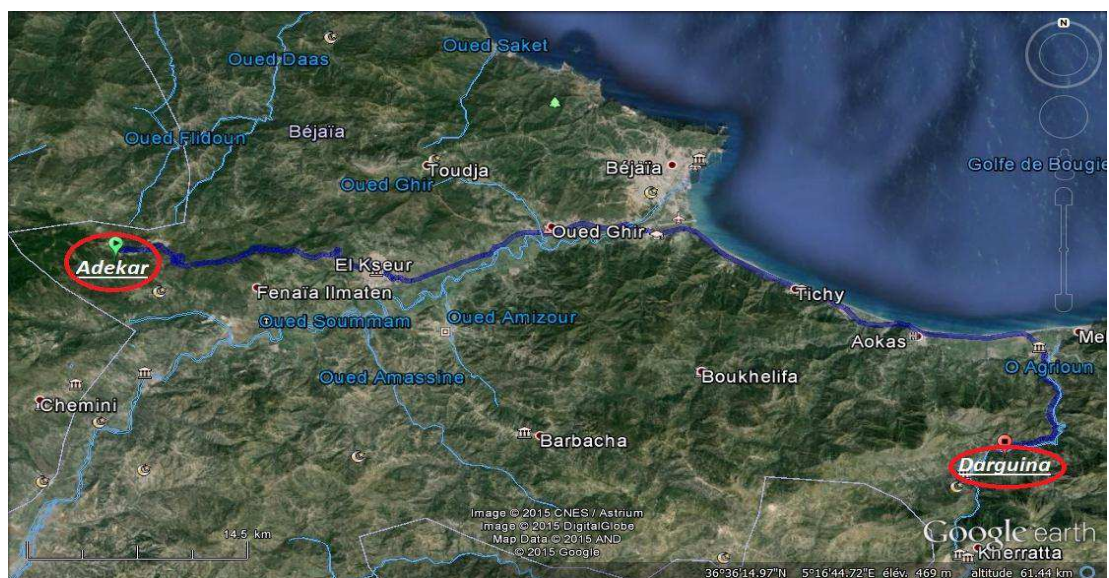 N
Oued Saket
Oued Daas
Oued Flidoun
Béjaïa
Béjaïa
Golfe de Bougie
Toudja
Oued Ghir
Oued Ghir
Adekar
El Kseur
Fenaïa Ilmaten
Tichy
Oued Soummam
Oued Amizour
Aokas
Mel
O Agrioun
Oued Amassine
Boukhelifa
Chemini
Barbacha
Darguina
Image © 2015 CNES / Astrium
Image © 2015 DigitalGlobe
Map Data © 2015 AND
© 2015 Google
Google earth
14.5 km
Kherratta
36°36'14.97"N 5°16'44.72"E élév. 469 m altitude 61.44 km